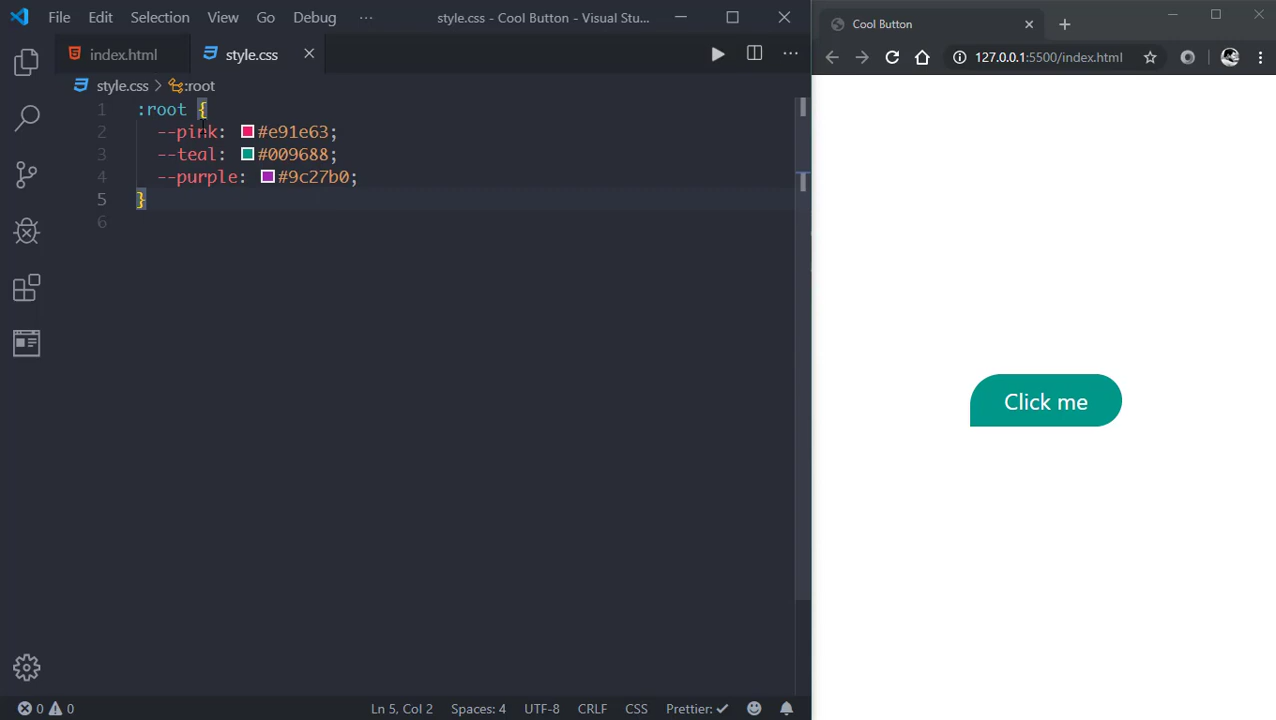 File Edit Selection View Go Debug ··· style.css - Cool Button - Visual Stu...
index.html style.css
style.css > :root
1 :root {
2 --pink: #e91e63;
3 --teal: #009688;
4 --purple: #9c27b0;
5 }
6
0 0 Ln 5, Col 2 Spaces: 4 UTF-8 CRLF CSS Prettier: ✓
Cool Button
127.0.0.1:5500/index.html
Click me